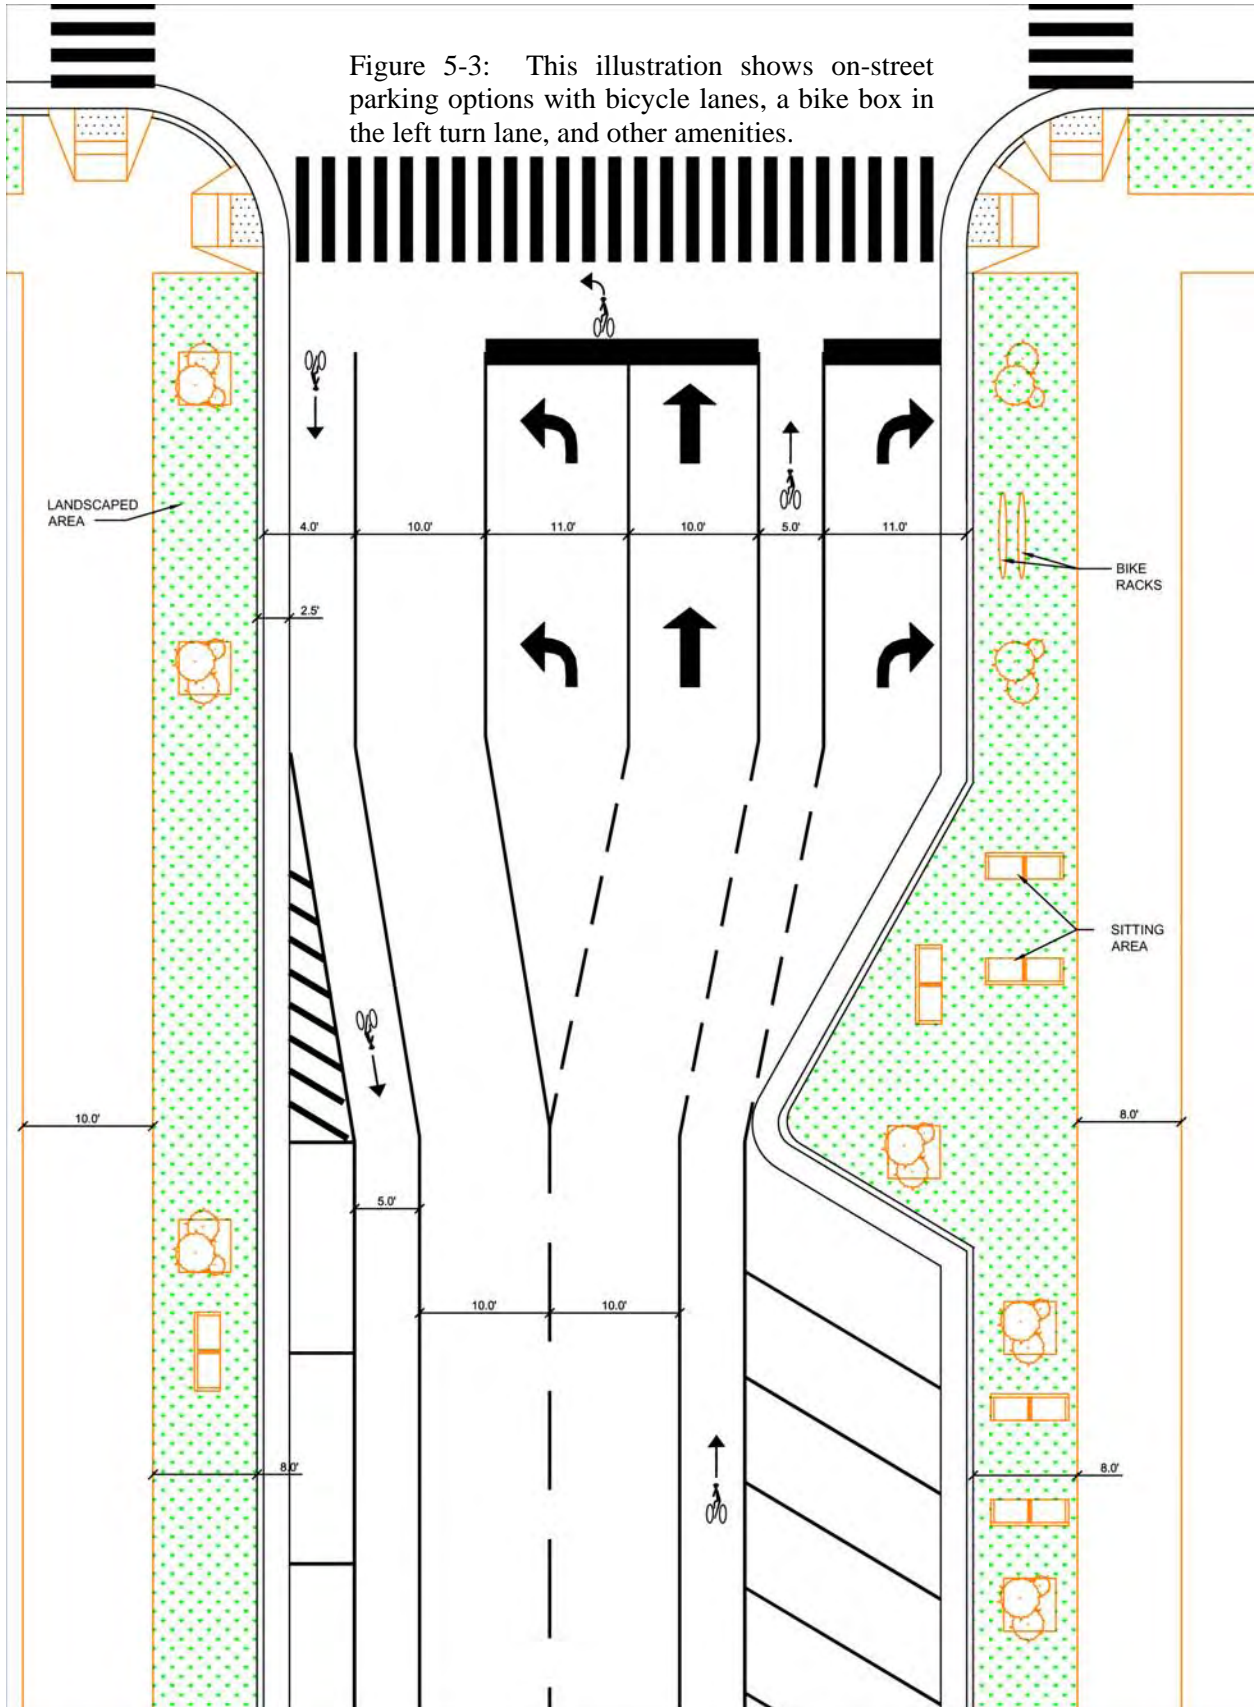 Figure 5-3: This illustration shows on-street
parking options with bicycle lanes, a bike box in
the left turn lane, and other amenities.
LANDSCAPED
AREA
4.0'
10.0'
11.0'
10.0'
5.0'
11.0'
BIKE
RACKS
2.5'
SITTING
AREA
10.0'
8.0'
5.0'
10.0'
10.0'
8.0'
8.0'